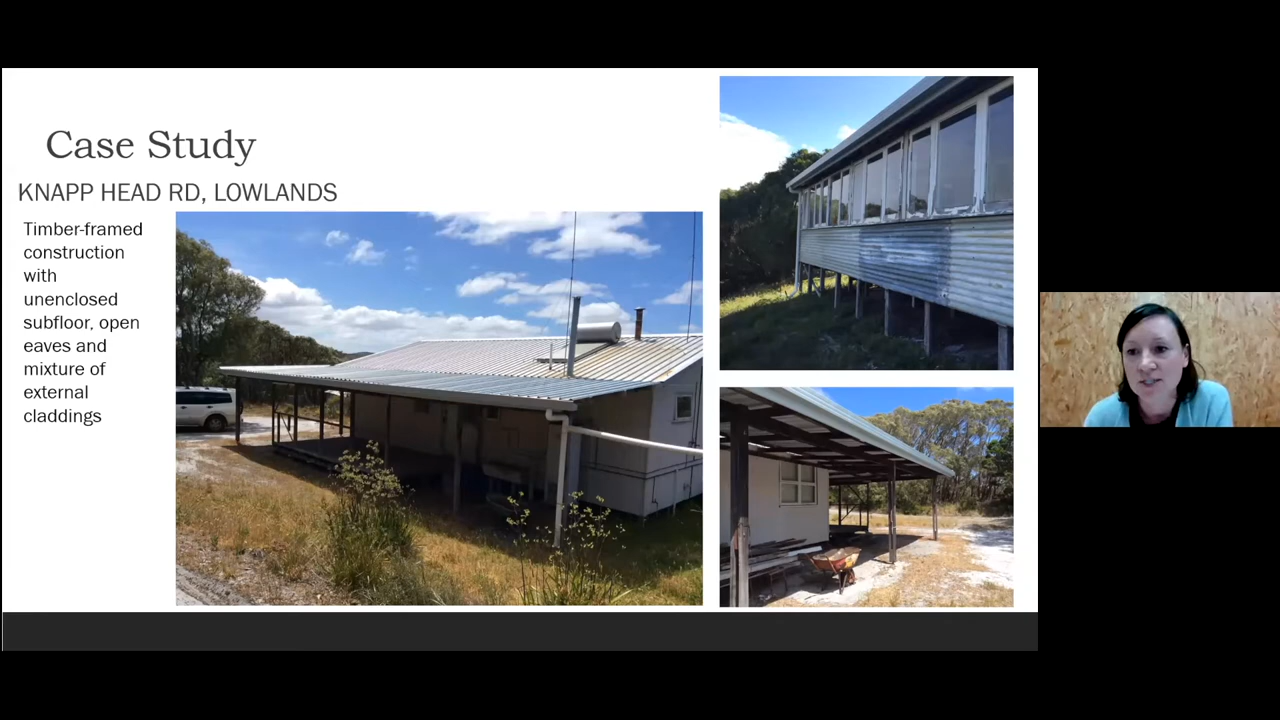 Case Study
KNAPP HEAD RD, LOWLANDS
Timber-framed
construction
with
unenclosed
subfloor, open
eaves and
mixture of
external
claddings